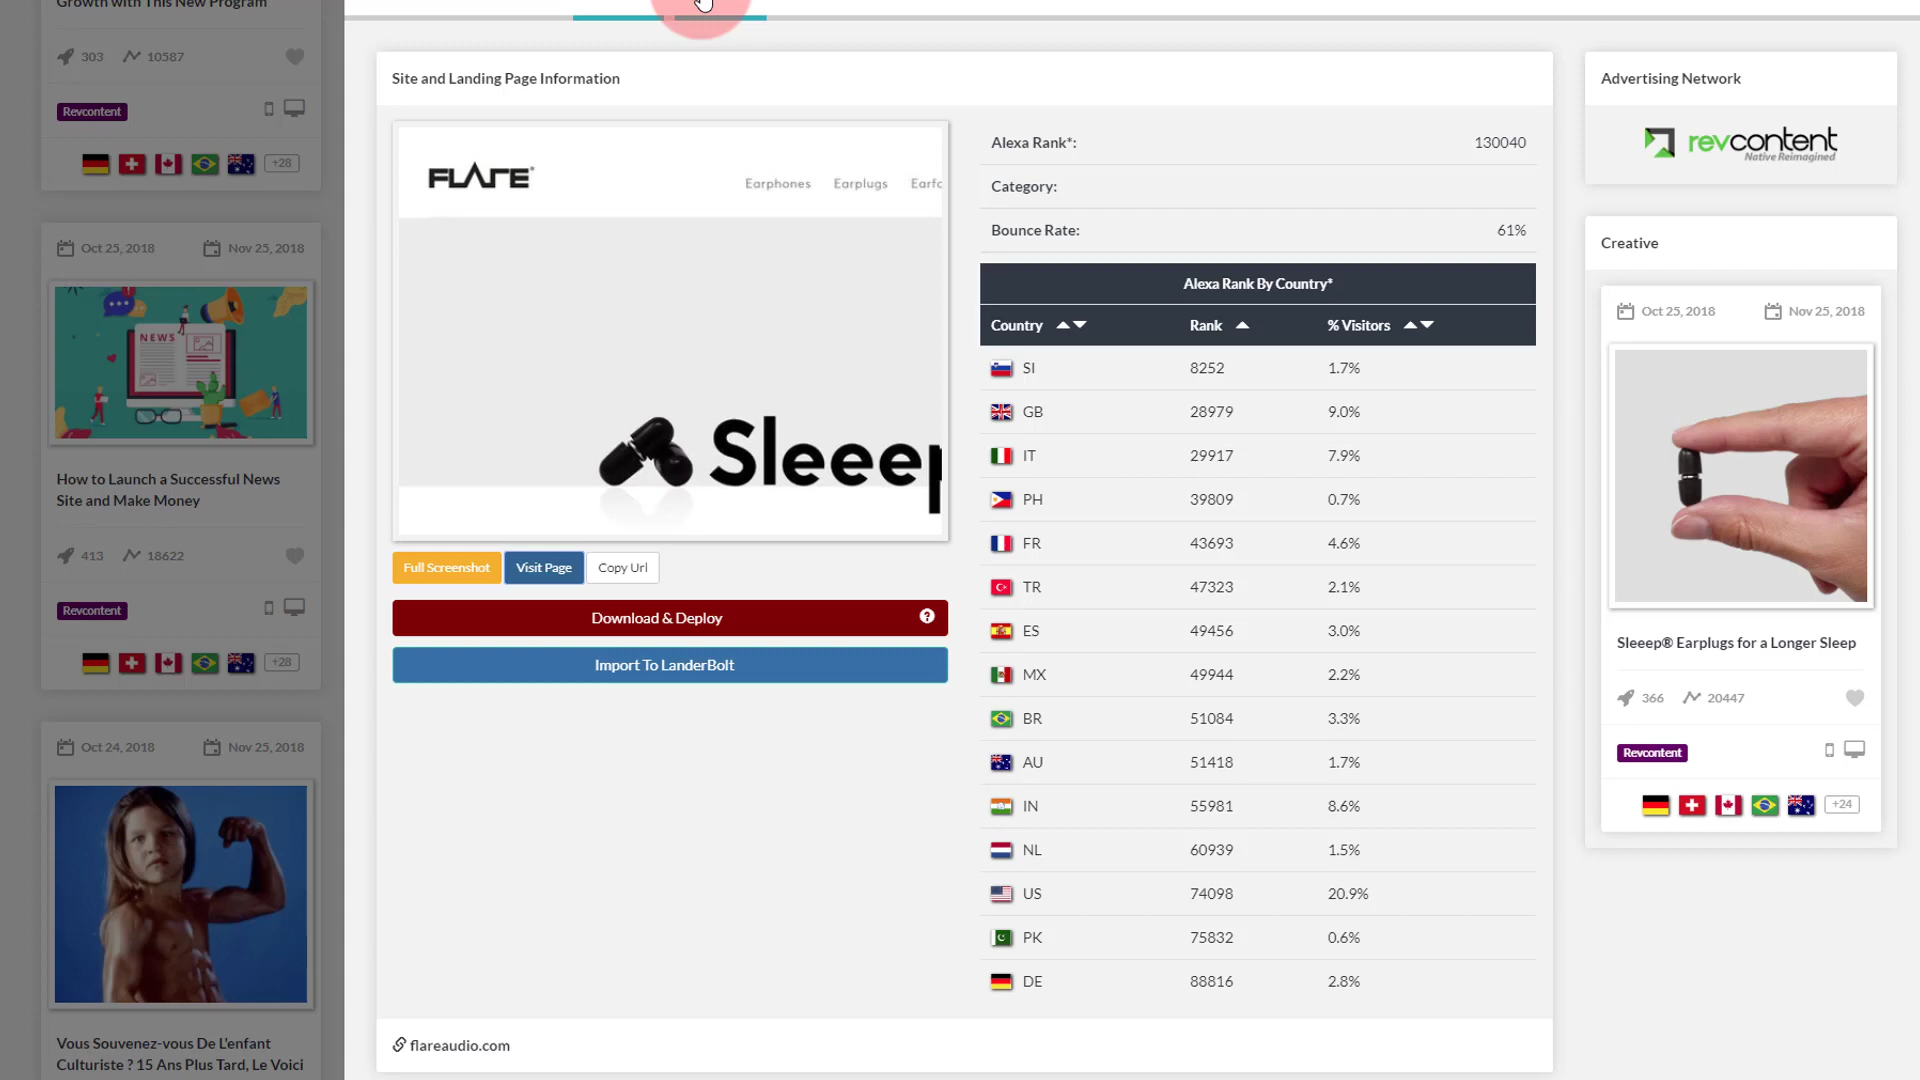 Growth with This New Program
303 10587
Revcontent
+28
Oct 25, 2018 Nov 25, 2018
NEWS
How to Launch a Successful News
Site and Make Money
413 18622
Revcontent
+28
Oct 24, 2018 Nov 25, 2018
Vous Souvenez-vous De L'enfant
Culturiste ? 15 Ans Plus Tard, Le Voici
Site and Landing Page Information
FLARE®
Earphones Earplugs Earfo
Sleeep
Full Screenshot Visit Page Copy Url
Download & Deploy ?
Import To LanderBolt
Alexa Rank*: 130040
Category:
Bounce Rate: 61%
Alexa Rank By Country*
Country Rank % Visitors
SI 8252 1.7%
GB 28979 9.0%
IT 29917 7.9%
PH 39809 0.7%
FR 43693 4.6%
TR 47323 2.1%
ES 49456 3.0%
MX 49944 2.2%
BR 51084 3.3%
AU 51418 1.7%
IN 55981 8.6%
NL 60939 1.5%
US 74098 20.9%
PK 75832 0.6%
DE 88816 2.8%
flareaudio.com
Advertising Network
revcontent
Native Reimagined
Creative
Oct 25, 2018 Nov 25, 2018
Sleeep® Earplugs for a Longer Sleep
366 20447
Revcontent
+24